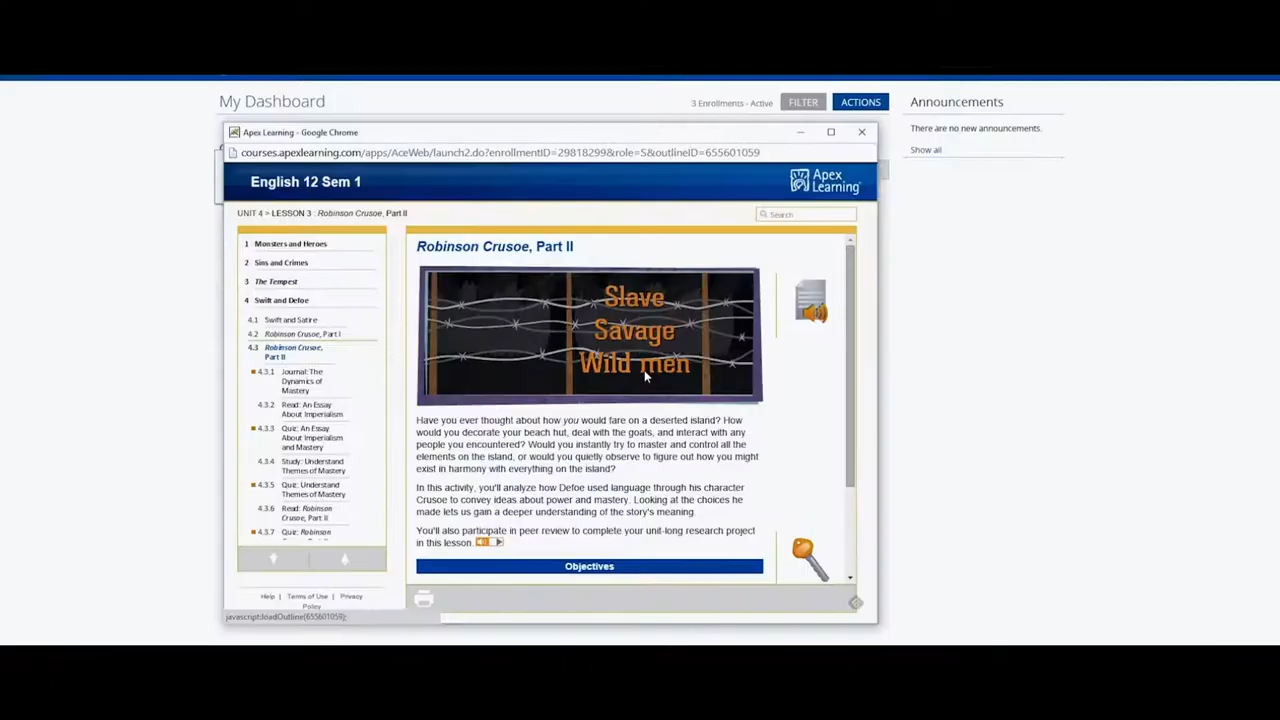 My Dashboard
3 Enrollments - Active
FILTER
ACTIONS
Announcements
There are no new announcements.
Show all
Apex Learning - Google Chrome
courses.apexlearning.com/apps/AceWeb/launch2.do?enrollmentID=29818299&role=S&outlineID=655601059
English 12 Sem 1
Apex
Learning
UNIT 4 > LESSON 3 : Robinson Crusoe, Part II
Search
1 Monsters and Heroes
2 Sins and Crimes
3 The Tempest
4 Swift and Defoe
4.1 Swift and Satire
4.2 Robinson Crusoe, Part I
4.3 Robinson Crusoe,
Part II
4.3.1 Journal: The
Dynamics of
Mastery
4.3.2 Read: An Essay
About Imperialism
4.3.3 Quiz: An Essay
About Imperialism
and Mastery
4.3.4 Study: Understand
Themes of Mastery
4.3.5 Quiz: Understand
Themes of Mastery
4.3.6 Read: Robinson
Crusoe, Part II
4.3.7 Quiz: Robinson
Help | Terms of Use | Privacy
Policy
javascript:loadOutline(655601059);
Robinson Crusoe, Part II
Slave
Savage
Wild men
Have you ever thought about how you would fare on a deserted island? How
would you decorate your beach hut, deal with the goats, and interact with any
people you encountered? Would you instantly try to master and control all the
elements on the island, or would you quietly observe to figure out how you might
exist in harmony with everything on the island?
In this activity, you'll analyze how Defoe used language through his character
Crusoe to convey ideas about power and mastery. Looking at the choices he
made lets us gain a deeper understanding of the story's meaning.
You'll also participate in peer review to complete your unit-long research project
in this lesson.
Objectives